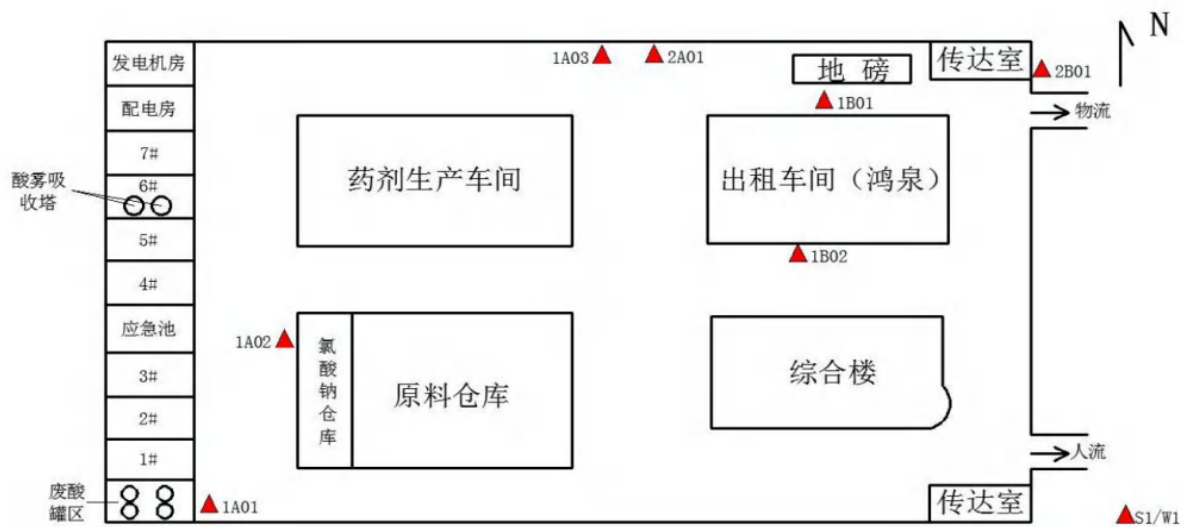 N
发电机房
1A03
2A01
地磅
传达室
2B01
配电房
1B01
物流
7#
酸雾吸
收塔
6#
药剂生产车间
出租车间（鸿泉）
5#
1B02
4#
应急池
1A02
氯酸钠仓库
原料仓库
综合楼
3#
2#
1#
人流
废酸
罐区
1A01
传达室
S1/W1